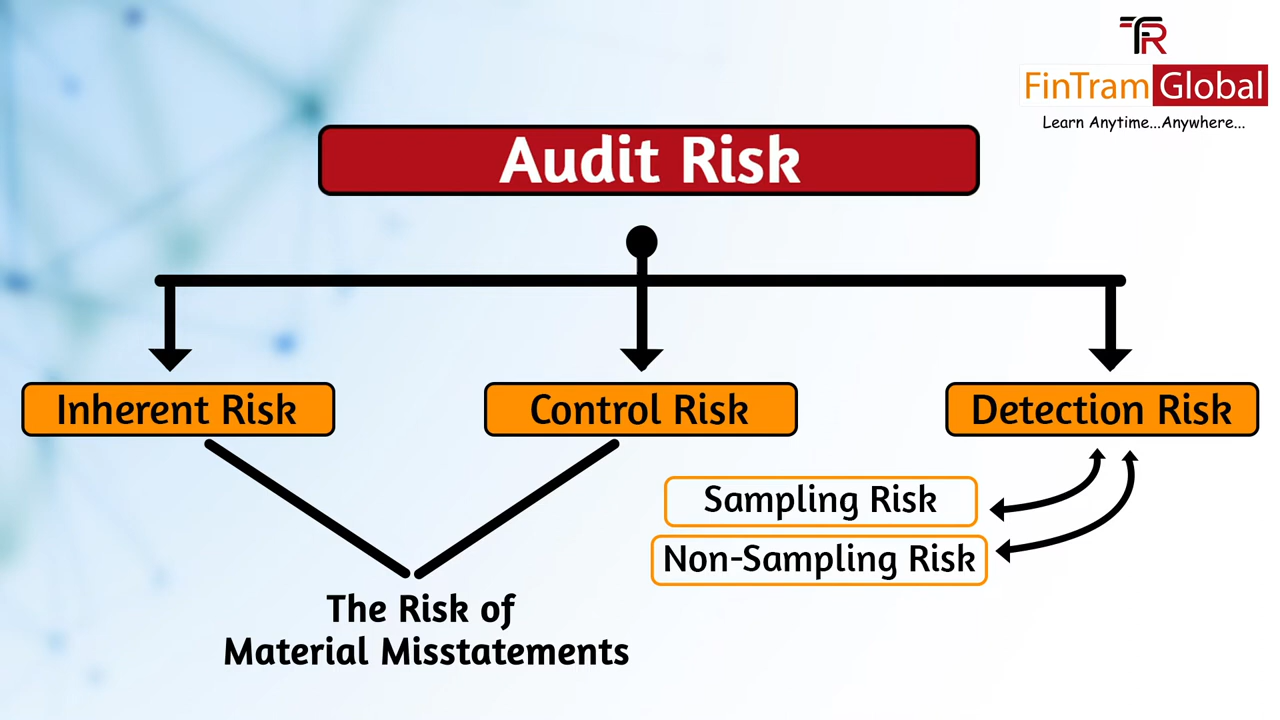 TR
FinTram Global
Learn Anytime...Anywhere...
Audit Risk
Inherent Risk
Control Risk
Detection Risk
Sampling Risk
Non-Sampling Risk
The Risk of
Material Misstatements